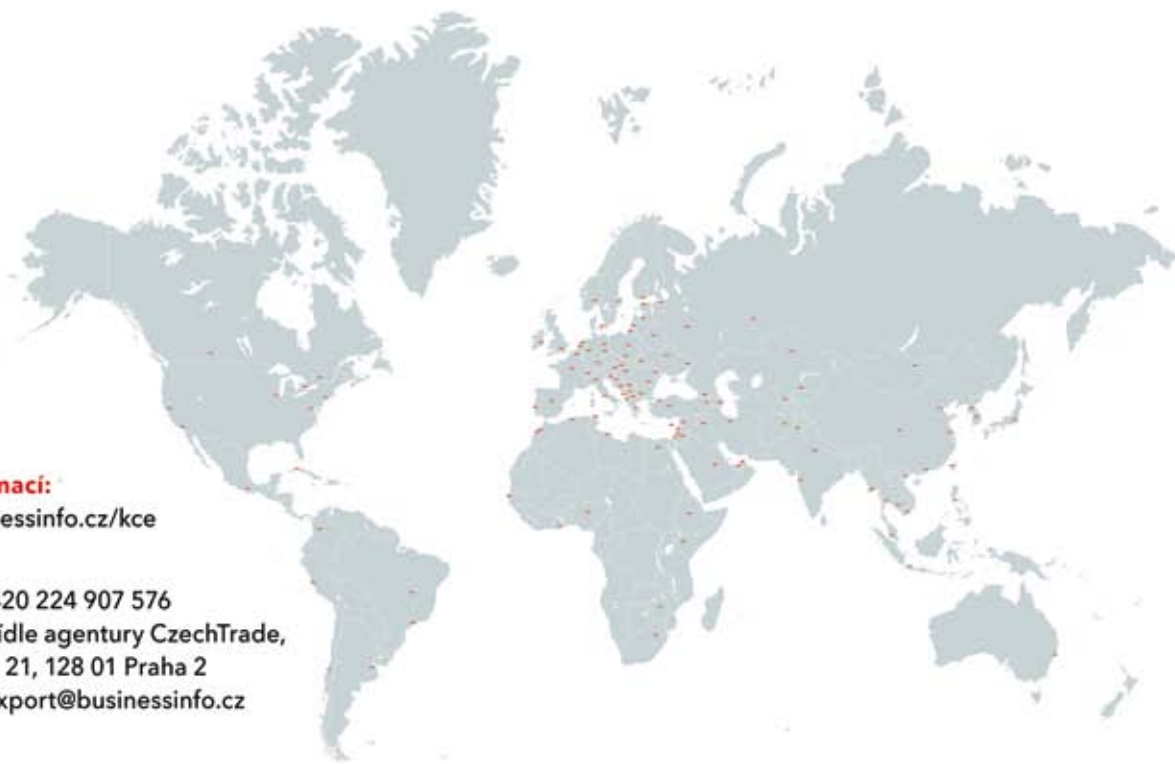 nací:
essinfo.cz/kce
20 224 907 576
ídle agentury CzechTrade,
21, 128 01 Praha 2
xport@businessinfo.cz